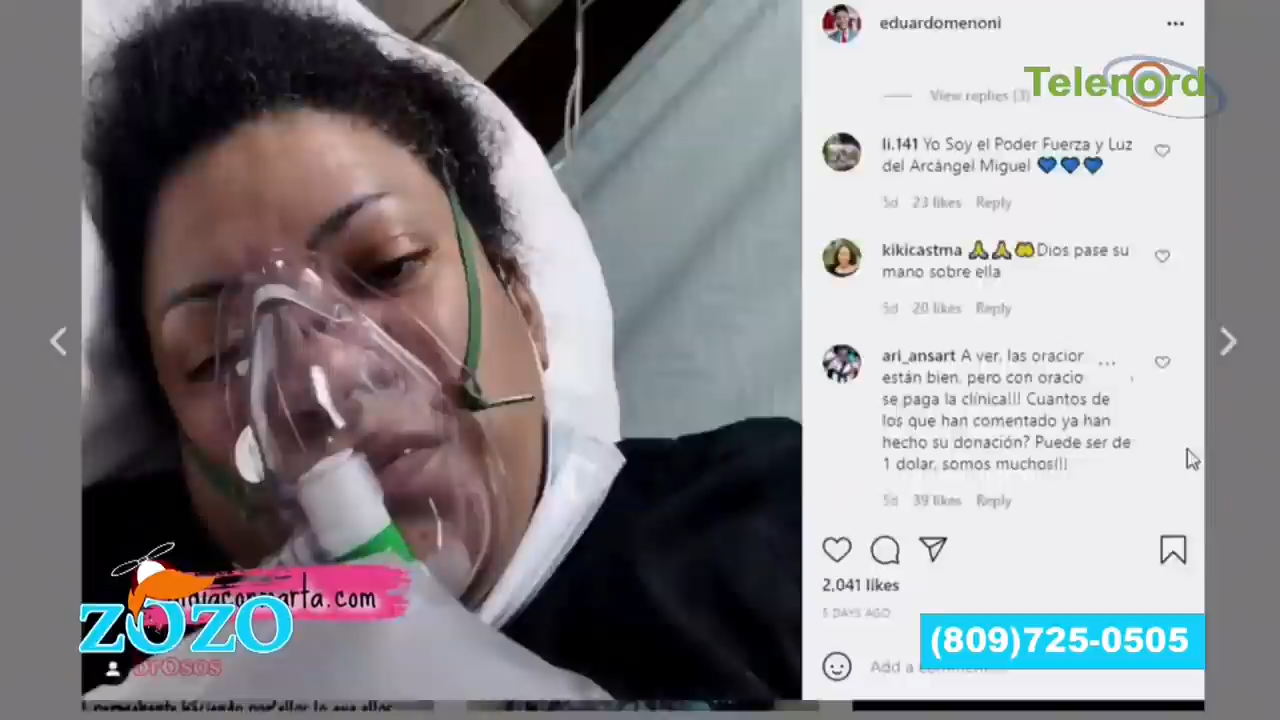 eduardomenoni
Telenord
View replies (3)
li.141 Yo Soy el Poder Fuerza y Luz
del Arcángel Miguel 💙💙💙
5d 23 likes Reply
kikicastma 🙏🙏🤲Dios pase su
mano sobre ella
5d 20 likes Reply
ari_ansart A ver, las oracior
están bien, pero con oracio
se paga la clínica!!! Cuantos de
los que han comentado ya han
hecho su donación? Puede ser de
1 dolar, somos muchos!!!
5d 39 likes Reply
2,041 likes
5 DAYS AGO
Add a
(809)725-0505
arta.com
ZOZO